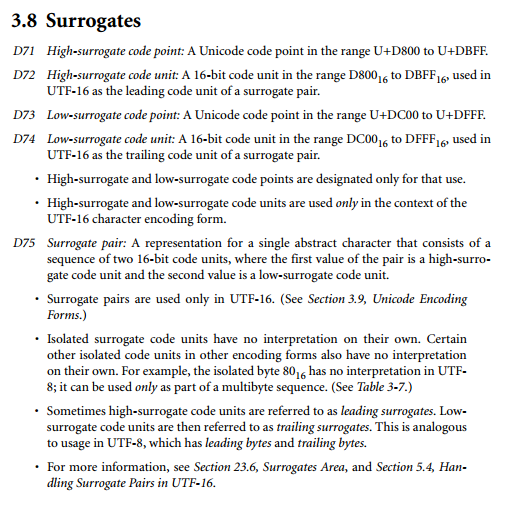 3.8 Surrogates
D71 High-surrogate code point: A Unicode code point in the range U+D800 to U+DBFF.
D72 High-surrogate code unit: A 16-bit code unit in the range D800₁₆ to DBFF₁₆, used in
UTF-16 as the leading code unit of a surrogate pair.
D73 Low-surrogate code point: A Unicode code point in the range U+DC00 to U+DFFF.
D74 Low-surrogate code unit: A 16-bit code unit in the range DC00₁₆ to DFFF₁₆, used in
UTF-16 as the trailing code unit of a surrogate pair.
• High-surrogate and low-surrogate code points are designated only for that use.
• High-surrogate and low-surrogate code units are used only in the context of the
UTF-16 character encoding form.
D75 Surrogate pair: A representation for a single abstract character that consists of a
sequence of two 16-bit code units, where the first value of the pair is a high-surro-
gate code unit and the second value is a low-surrogate code unit.
• Surrogate pairs are used only in UTF-16. (See Section 3.9, Unicode Encoding
Forms.)
• Isolated surrogate code units have no interpretation on their own. Certain
other isolated code units in other encoding forms also have no interpretation
on their own. For example, the isolated byte 80₁₆ has no interpretation in UTF-
8; it can be used only as part of a multibyte sequence. (See Table 3-7.)
• Sometimes high-surrogate code units are referred to as leading surrogates. Low-
surrogate code units are then referred to as trailing surrogates. This is analogous
to usage in UTF-8, which has leading bytes and trailing bytes.
• For more information, see Section 23.6, Surrogates Area, and Section 5.4, Han-
dling Surrogate Pairs in UTF-16.